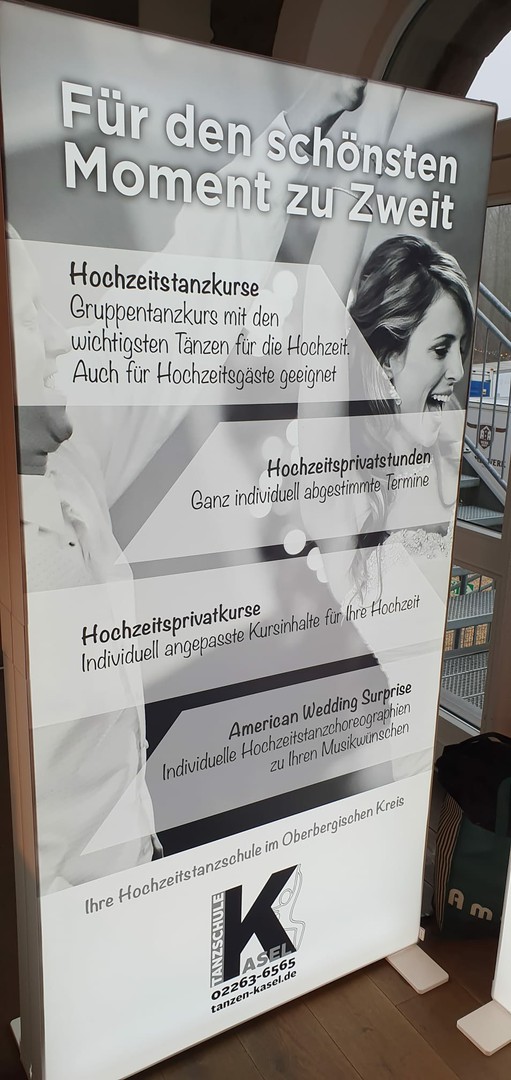 Für den schönsten
Moment zu Zweit
Hochzeitstanzkurse
Gruppentanzkurs mit den
wichtigsten Tänzen für die Hochzeit.
Auch für Hochzeitsgäste geeignet
Hochzeitsprivatstunden
Ganz individuell abgestimmte Termine
Hochzeitsprivatkurse
Individuell angepasste Kursinhalte für Ihre Hochzeit
American Wedding Surprise
Individuelle Hochzeitstanzchoreographien
zu Ihren Musikwünschen
Ihre Hochzeitstanzschule im Oberbergischen Kreis
TANZSCHULE
KASEL
02263-6565
tanzen-kasel.de